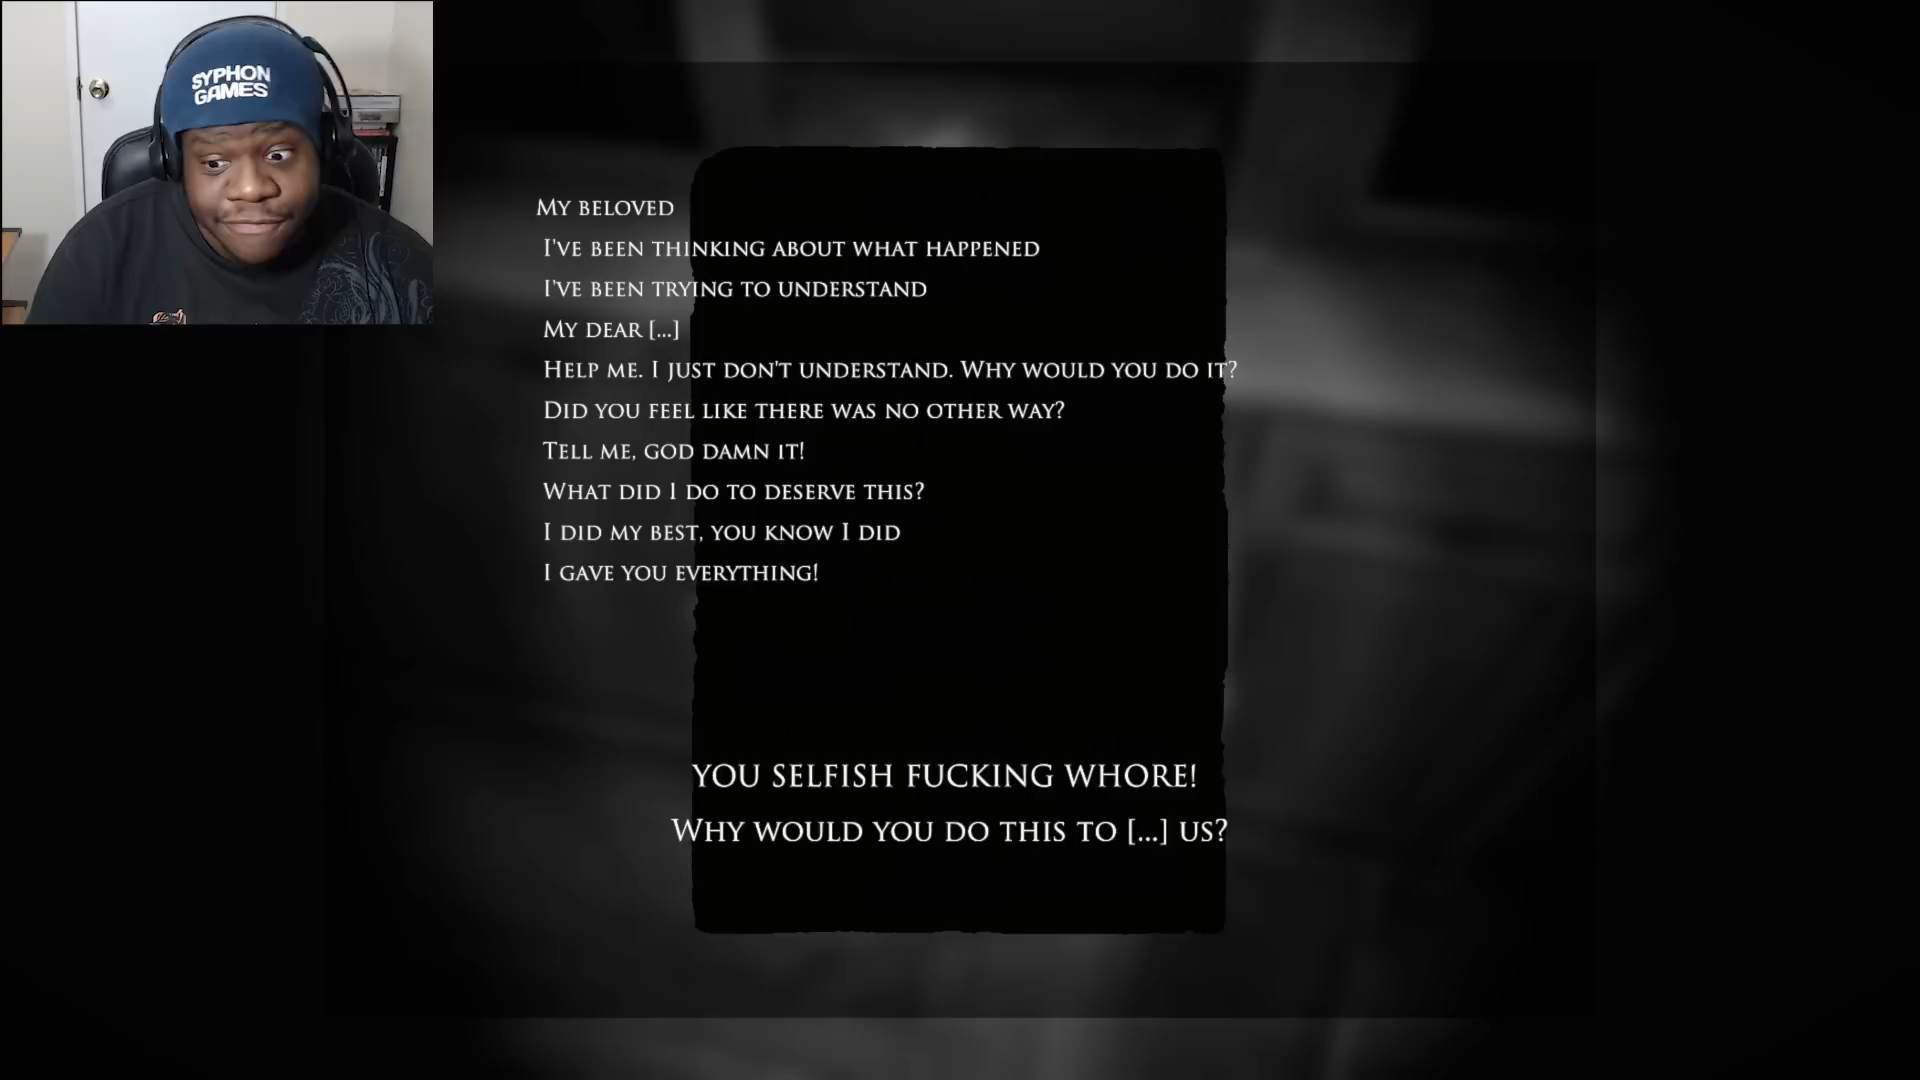 SYPHON
GAMES
My beloved
I've been thinking about what happened
I've been trying to understand
My dear [...]
Help me. I just don't understand. Why would you do it?
Did you feel like there was no other way?
Tell me, god damn it!
What did I do to deserve this?
I did my best, you know I did
I gave you everything!
YOU SELFISH FUCKING WHORE!
Why would you do this to [...] us?